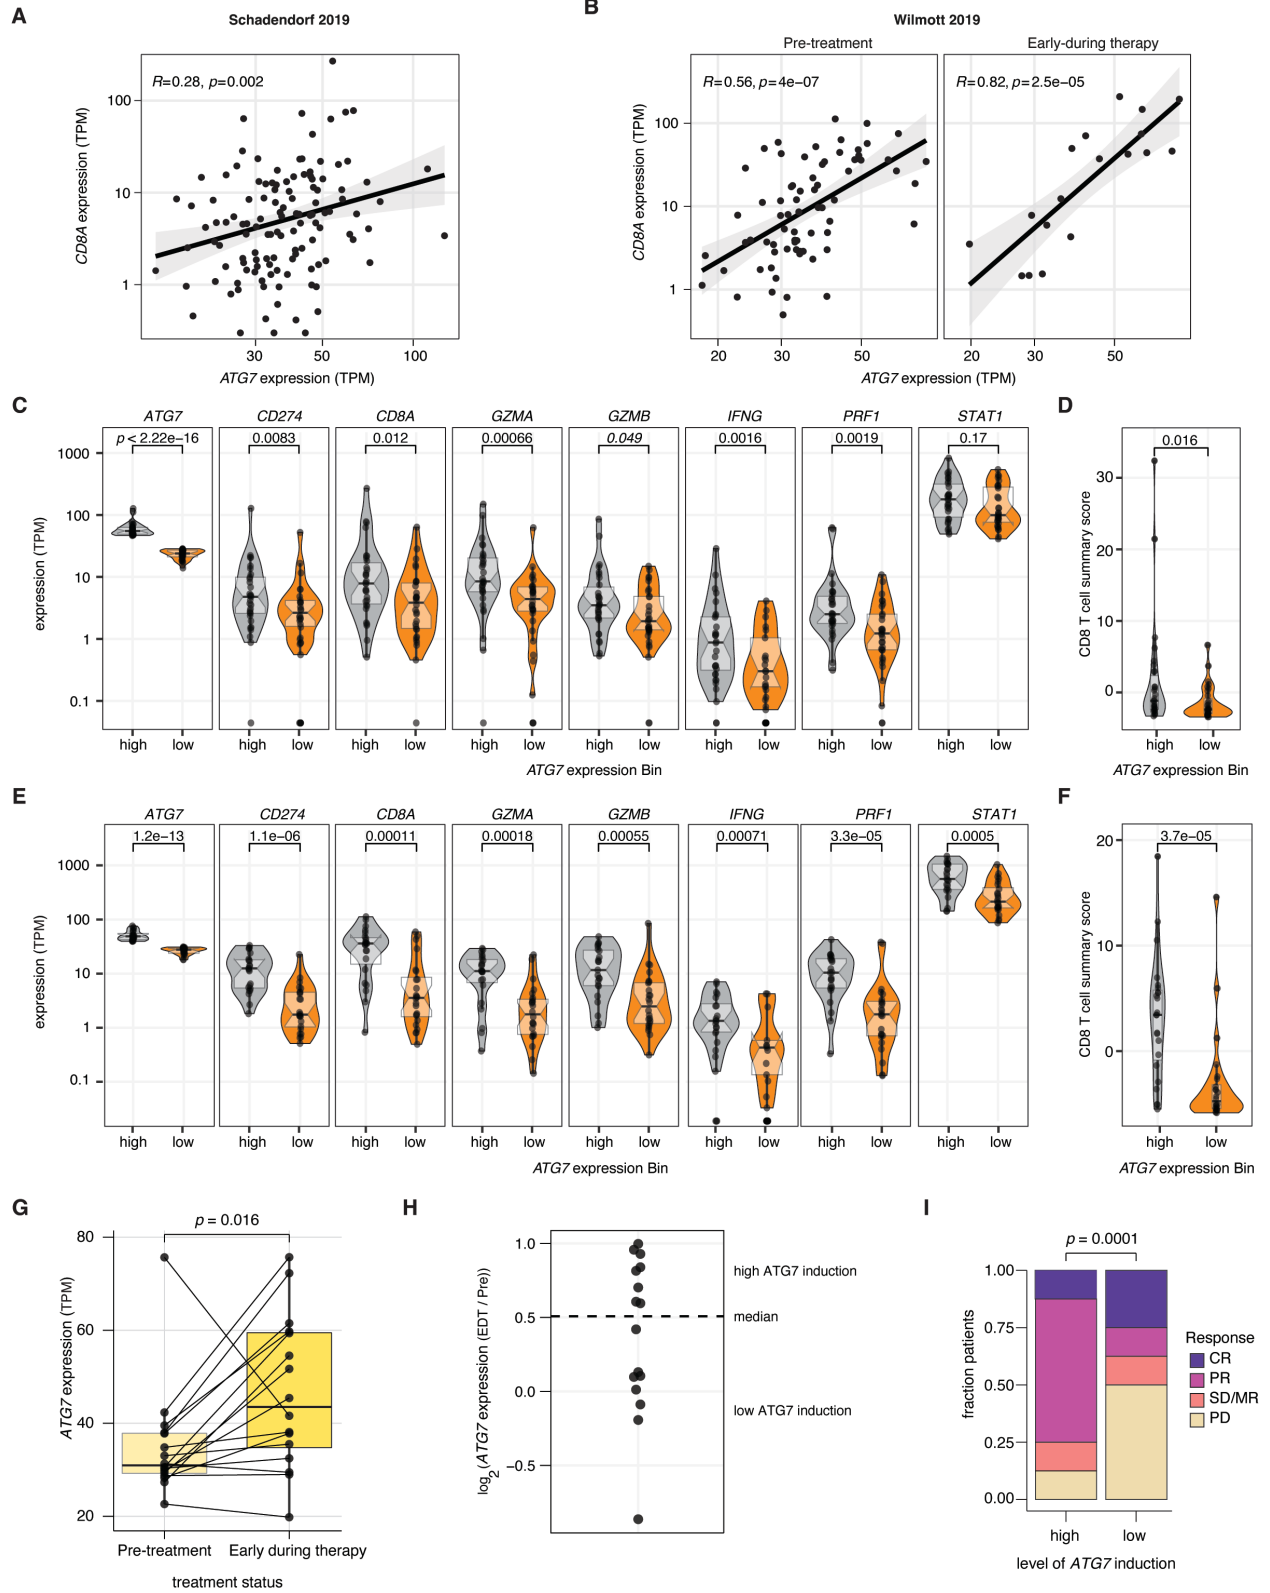 A
Schadendorf 2019
R=0.28, p=0.002
100
10
1
30 50 100
CD8A expression (TPM)
ATG7 expression (TPM)
B
Wilmott 2019
Pre-treatment Early-during therapy
R=0.56, p=4e−07
R=0.82, p=2.5e−05
100
10
1
20 30 50
20 30 50
CD8A expression (TPM)
ATG7 expression (TPM)
C
ATG7 CD274 CD8A GZMA GZMB IFNG PRF1 STAT1
p < 2.22e−16 0.0083 0.012 0.00066 0.049 0.0016 0.0019 0.17
1000
100
10
1
0.1
expression (TPM)
high low high low high low high low high low high low high low high low
ATG7 expression Bin
D
0.016
30
20
10
0
CD8 T cell summary score
high low
ATG7 expression Bin
E
ATG7 CD274 CD8A GZMA GZMB IFNG PRF1 STAT1
1.2e−13 1.1e−06 0.00011 0.00018 0.00055 0.00071 3.3e−05 0.0005
1000
100
10
1
0.1
expression (TPM)
high low high low high low high low high low high low high low high low
ATG7 expression Bin
F
3.7e−05
20
10
0
CD8 T cell summary score
high low
ATG7 expression Bin
G
p = 0.016
80
60
40
20
ATG7 expression (TPM)
Pre-treatment Early during therapy
treatment status
H
1.0
0.5
0.0
−0.5
log2(ATG7 expression (EDT / Pre))
high ATG7 induction
median
low ATG7 induction
I
p = 0.0001
1.00
0.75
0.50
0.25
0.00
fraction patients
high low
level of ATG7 induction
Response
CR
PR
SD/MR
PD